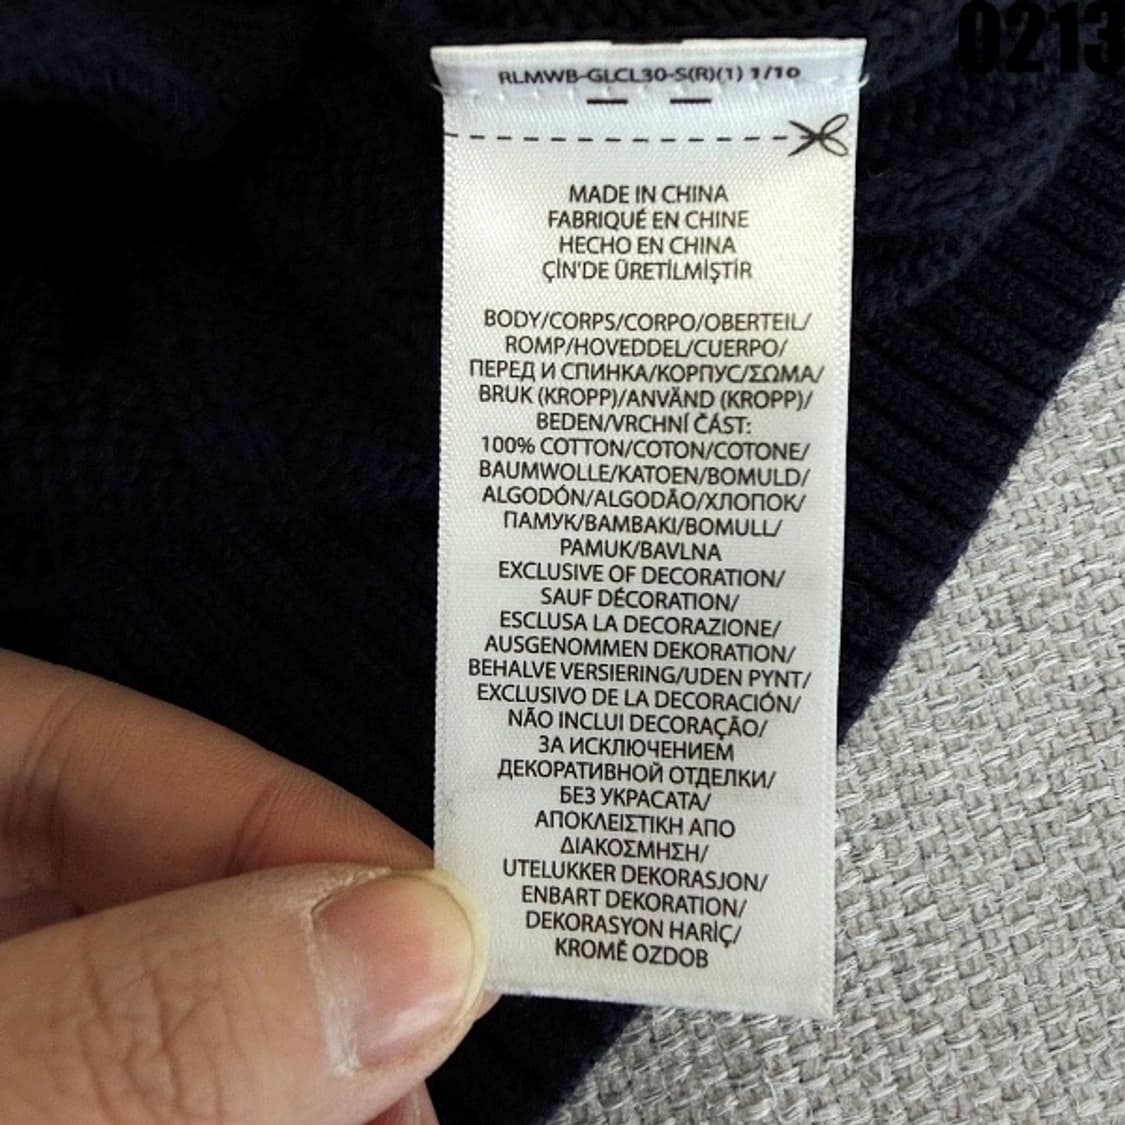 0213
RLMWB-GLCL30-S(R)(1) 1/10
MADE IN CHINA
FABRIQUÉ EN CHINE
HECHO EN CHINA
ÇİN'DE ÜRETİLMİŞTİR
BODY/CORPS/CORPO/OBERTEIL/
ROMP/HOVEDDEL/CUERPO/
ПЕРЕД И СПИНКА/КОРПУС/ΣΩΜΑ/
BRUK (KROPP)/ANVÄND (KROPP)/
BEDEN/VRCHNÍ ČÁST:
100% COTTON/COTON/COTONE/
BAUMWOLLE/KATOEN/BOMULD/
ALGODÓN/ALGODÃO/ХЛОПОК/
ПАМУК/BAMBAKI/BOMULL/
PAMUK/BAVLNA
EXCLUSIVE OF DECORATION/
SAUF DÉCORATION/
ESCLUSA LA DECORAZIONE/
AUSGENOMMEN DEKORATION/
BEHALVE VERSIERING/UDEN PYNT/
EXCLUSIVO DE LA DECORACIÓN/
NÃO INCLUI DECORAÇÃO/
ЗА ИСКЛЮЧЕНИЕМ
ДЕКОРАТИВНОЙ ОТДЕЛКИ/
БЕЗ УКРАСАТА/
ΑΠΟΚΛΕΙΣΤΙΚΗ ΑΠΟ
ΔΙΑΚΟΣΜΗΣΗ/
UTELUKKER DEKORASJON/
ENBART DEKORATION/
DEKORASYON HARİÇ/
KROMĚ OZDOB